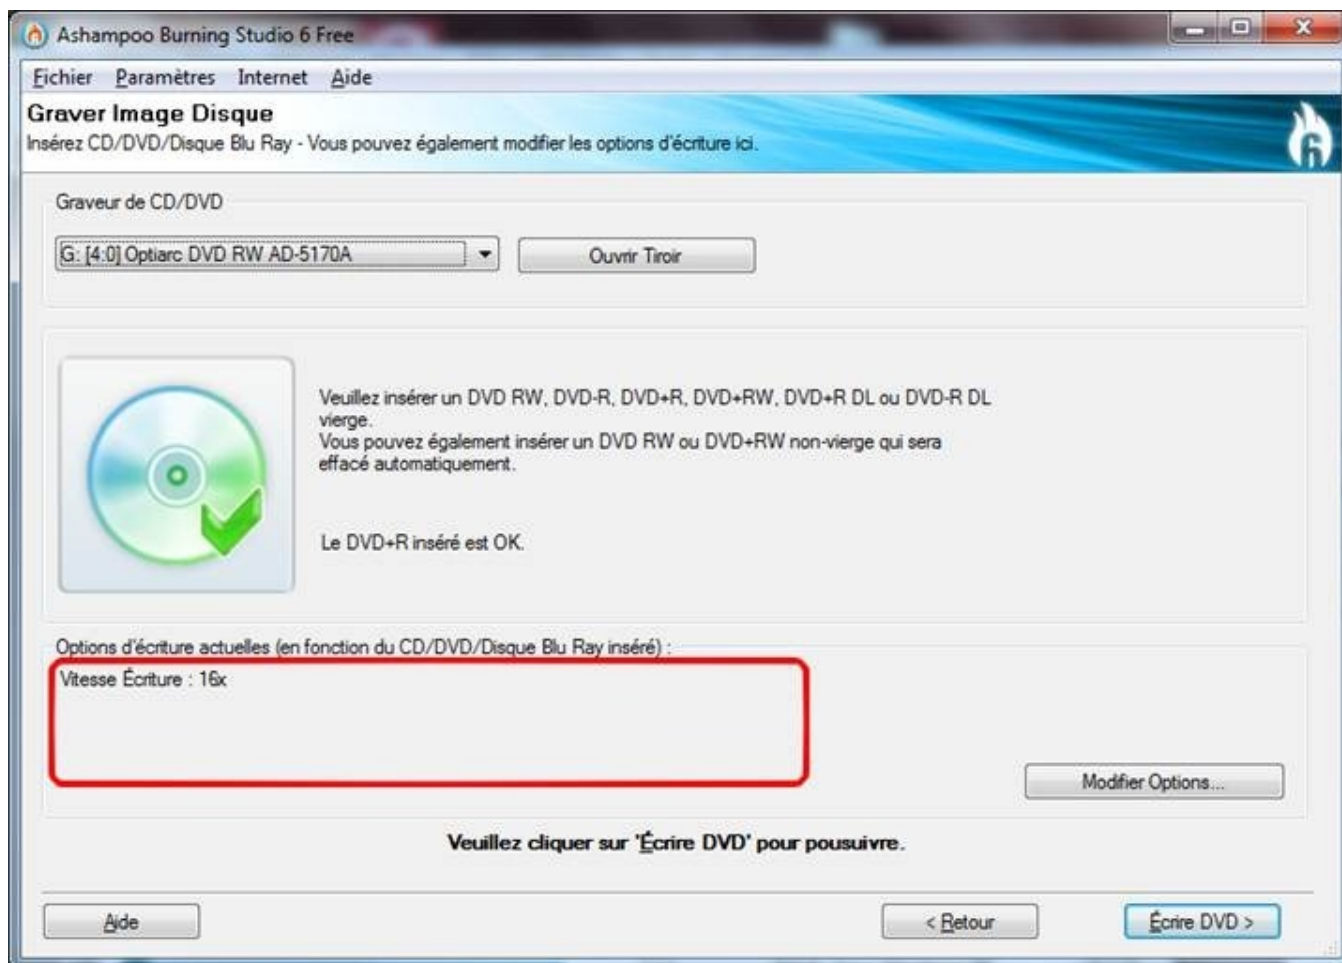 Ashampoo Burning Studio 6 Free
Fichier Paramètres Internet Aide
Graver Image Disque
Insérez CD/DVD/Disque Blu Ray - Vous pouvez également modifier les options d'écriture ici.
6
Graveur de CD/DVD
G: [4:0] Optiarc DVD RW AD-5170A Ouvrir Tiroir
Veuillez insérer un DVD RW, DVD-R, DVD+R, DVD+RW, DVD+R DL ou DVD-R DL
vierge.
Vous pouvez également insérer un DVD RW ou DVD+RW non-vierge qui sera
effacé automatiquement.
Le DVD+R inséré est OK.
Options d'écriture actuelles (en fonction du CD/DVD/Disque Blu Ray inséré) :
Vitesse Écriture : 16x
Modifier Options...
Veuillez cliquer sur 'Écrire DVD' pour pousuivre.
Aide < Retour Écrire DVD >